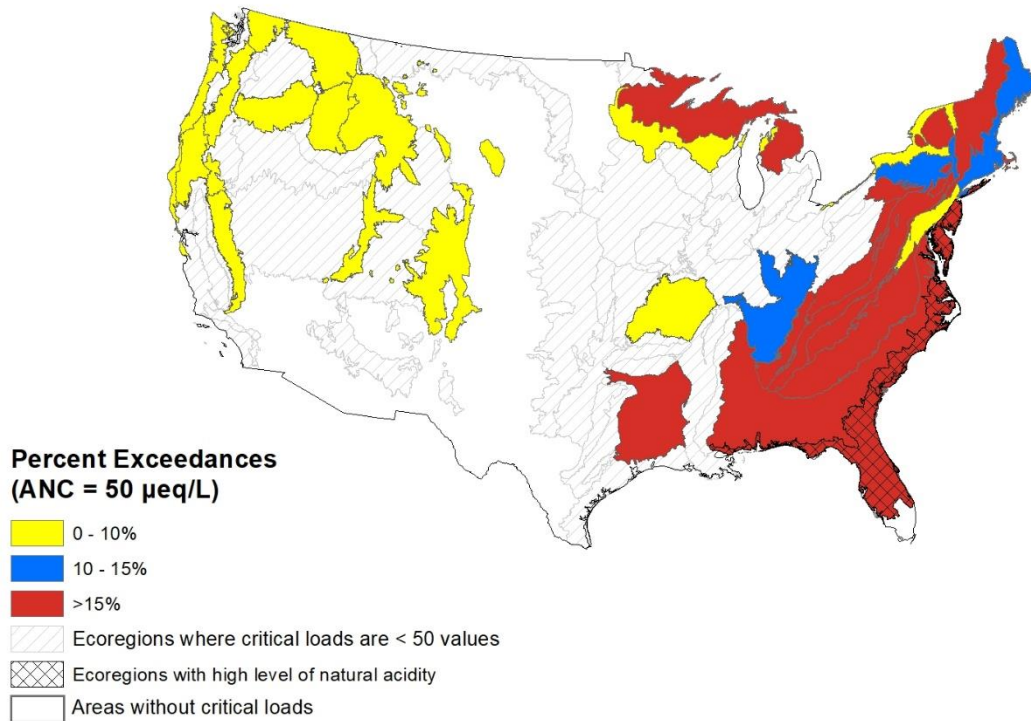 Percent Exceedances
(ANC = 50 µeq/L)
0 - 10%
10 - 15%
>15%
Ecoregions where critical loads are < 50 values
Ecoregions with high level of natural acidity
Areas without critical loads